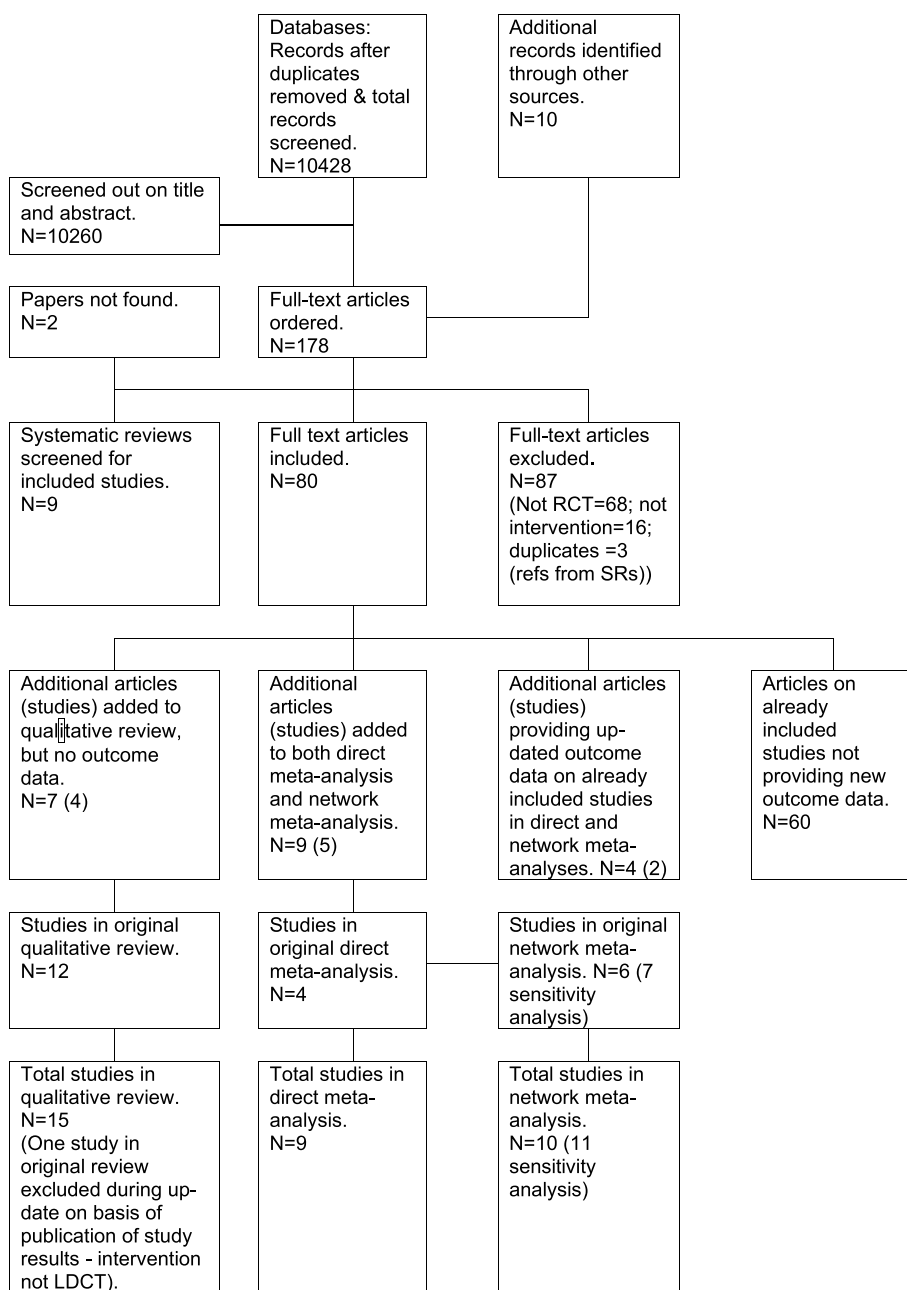 Databases:
Records after
duplicates
removed & total
records
screened.
N=10428
Additional
records identified
through other
sources.
N=10
Screened out on title
and abstract.
N=10260
Papers not found.
N=2
Full-text articles
ordered.
N=178
Systematic reviews
screened for
included studies.
N=9
Full text articles
included.
N=80
Full-text articles
excluded.
N=87
(Not RCT=68; not
intervention=16;
duplicates =3
(refs from SRs))
Additional articles
(studies) added to
qualitative review,
but no outcome
data.
N=7 (4)
Additional
articles
(studies) added
to both direct
meta-analysis
and network
meta-analysis.
N=9 (5)
Additional articles
(studies)
providing up-
dated outcome
data on already
included studies
in direct and
network meta-
analyses. N=4 (2)
Articles on
already
included
studies not
providing new
outcome data.
N=60
Studies in original
qualitative review.
N=12
Studies in
original direct
meta-analysis.
N=4
Studies in original
network meta-
analysis. N=6 (7
sensitivity
analysis)
Total studies in
qualitative review.
N=15
(One study in
original review
excluded during up-
date on basis of
publication of study
results - intervention
not LDCT).
Total studies in
direct meta-
analysis.
N=9
Total studies in
network meta-
analysis.
N=10 (11
sensitivity
analysis)